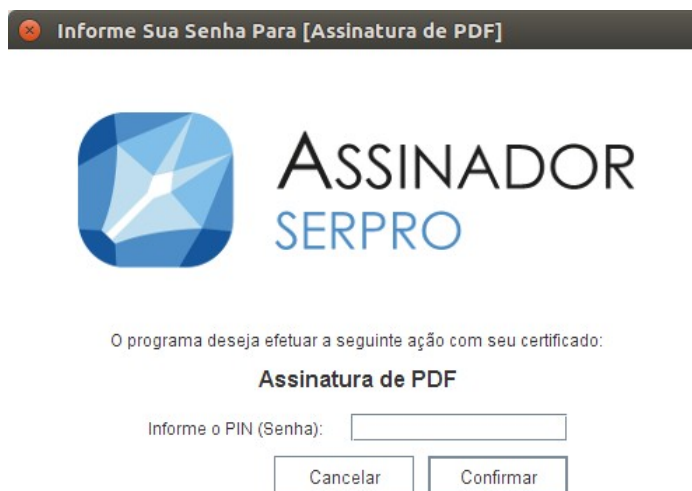 Informe Sua Senha Para [Assinatura de PDF]
ASSINADOR
SERPRO
O programa deseja efetuar a seguinte ação com seu certificado:
Assinatura de PDF
Informe o PIN (Senha):
Cancelar Confirmar